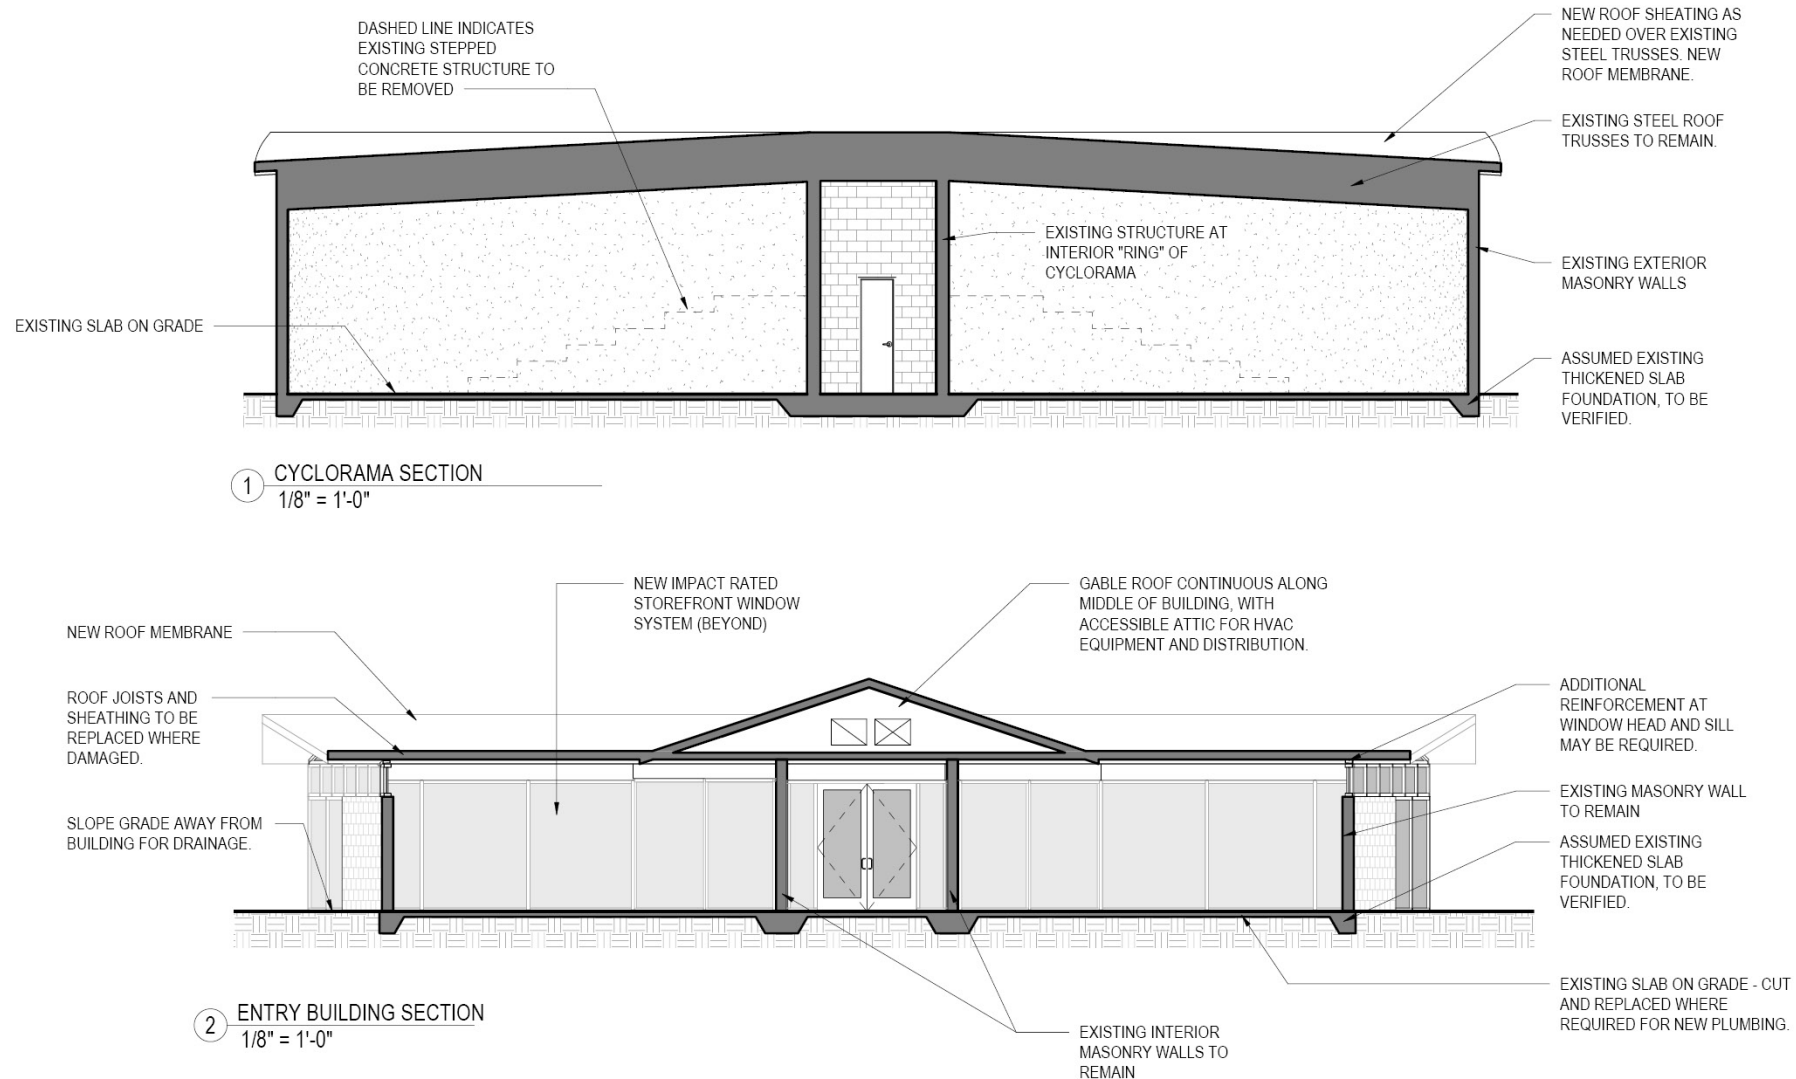 DASHED LINE INDICATES
EXISTING STEPPED
CONCRETE STRUCTURE TO
BE REMOVED
NEW ROOF SHEATING AS
NEEDED OVER EXISTING
STEEL TRUSSES. NEW
ROOF MEMBRANE.
EXISTING STEEL ROOF
TRUSSES TO REMAIN.
EXISTING STRUCTURE AT
INTERIOR "RING" OF
CYCLORAMA
EXISTING EXTERIOR
MASONRY WALLS
EXISTING SLAB ON GRADE
ASSUMED EXISTING
THICKENED SLAB
FOUNDATION, TO BE
VERIFIED.
1
CYCLORAMA SECTION
1/8" = 1'-0"
NEW IMPACT RATED
STOREFRONT WINDOW
SYSTEM (BEYOND)
GABLE ROOF CONTINUOUS ALONG
MIDDLE OF BUILDING, WITH
ACCESSIBLE ATTIC FOR HVAC
EQUIPMENT AND DISTRIBUTION.
NEW ROOF MEMBRANE
ROOF JOISTS AND
SHEATHING TO BE
REPLACED WHERE
DAMAGED.
ADDITIONAL
REINFORCEMENT AT
WINDOW HEAD AND SILL
MAY BE REQUIRED.
EXISTING MASONRY WALL
TO REMAIN
SLOPE GRADE AWAY FROM
BUILDING FOR DRAINAGE.
ASSUMED EXISTING
THICKENED SLAB
FOUNDATION, TO BE
VERIFIED.
EXISTING SLAB ON GRADE - CUT
AND REPLACED WHERE
REQUIRED FOR NEW PLUMBING.
2
ENTRY BUILDING SECTION
1/8" = 1'-0"
EXISTING INTERIOR
MASONRY WALLS TO
REMAIN